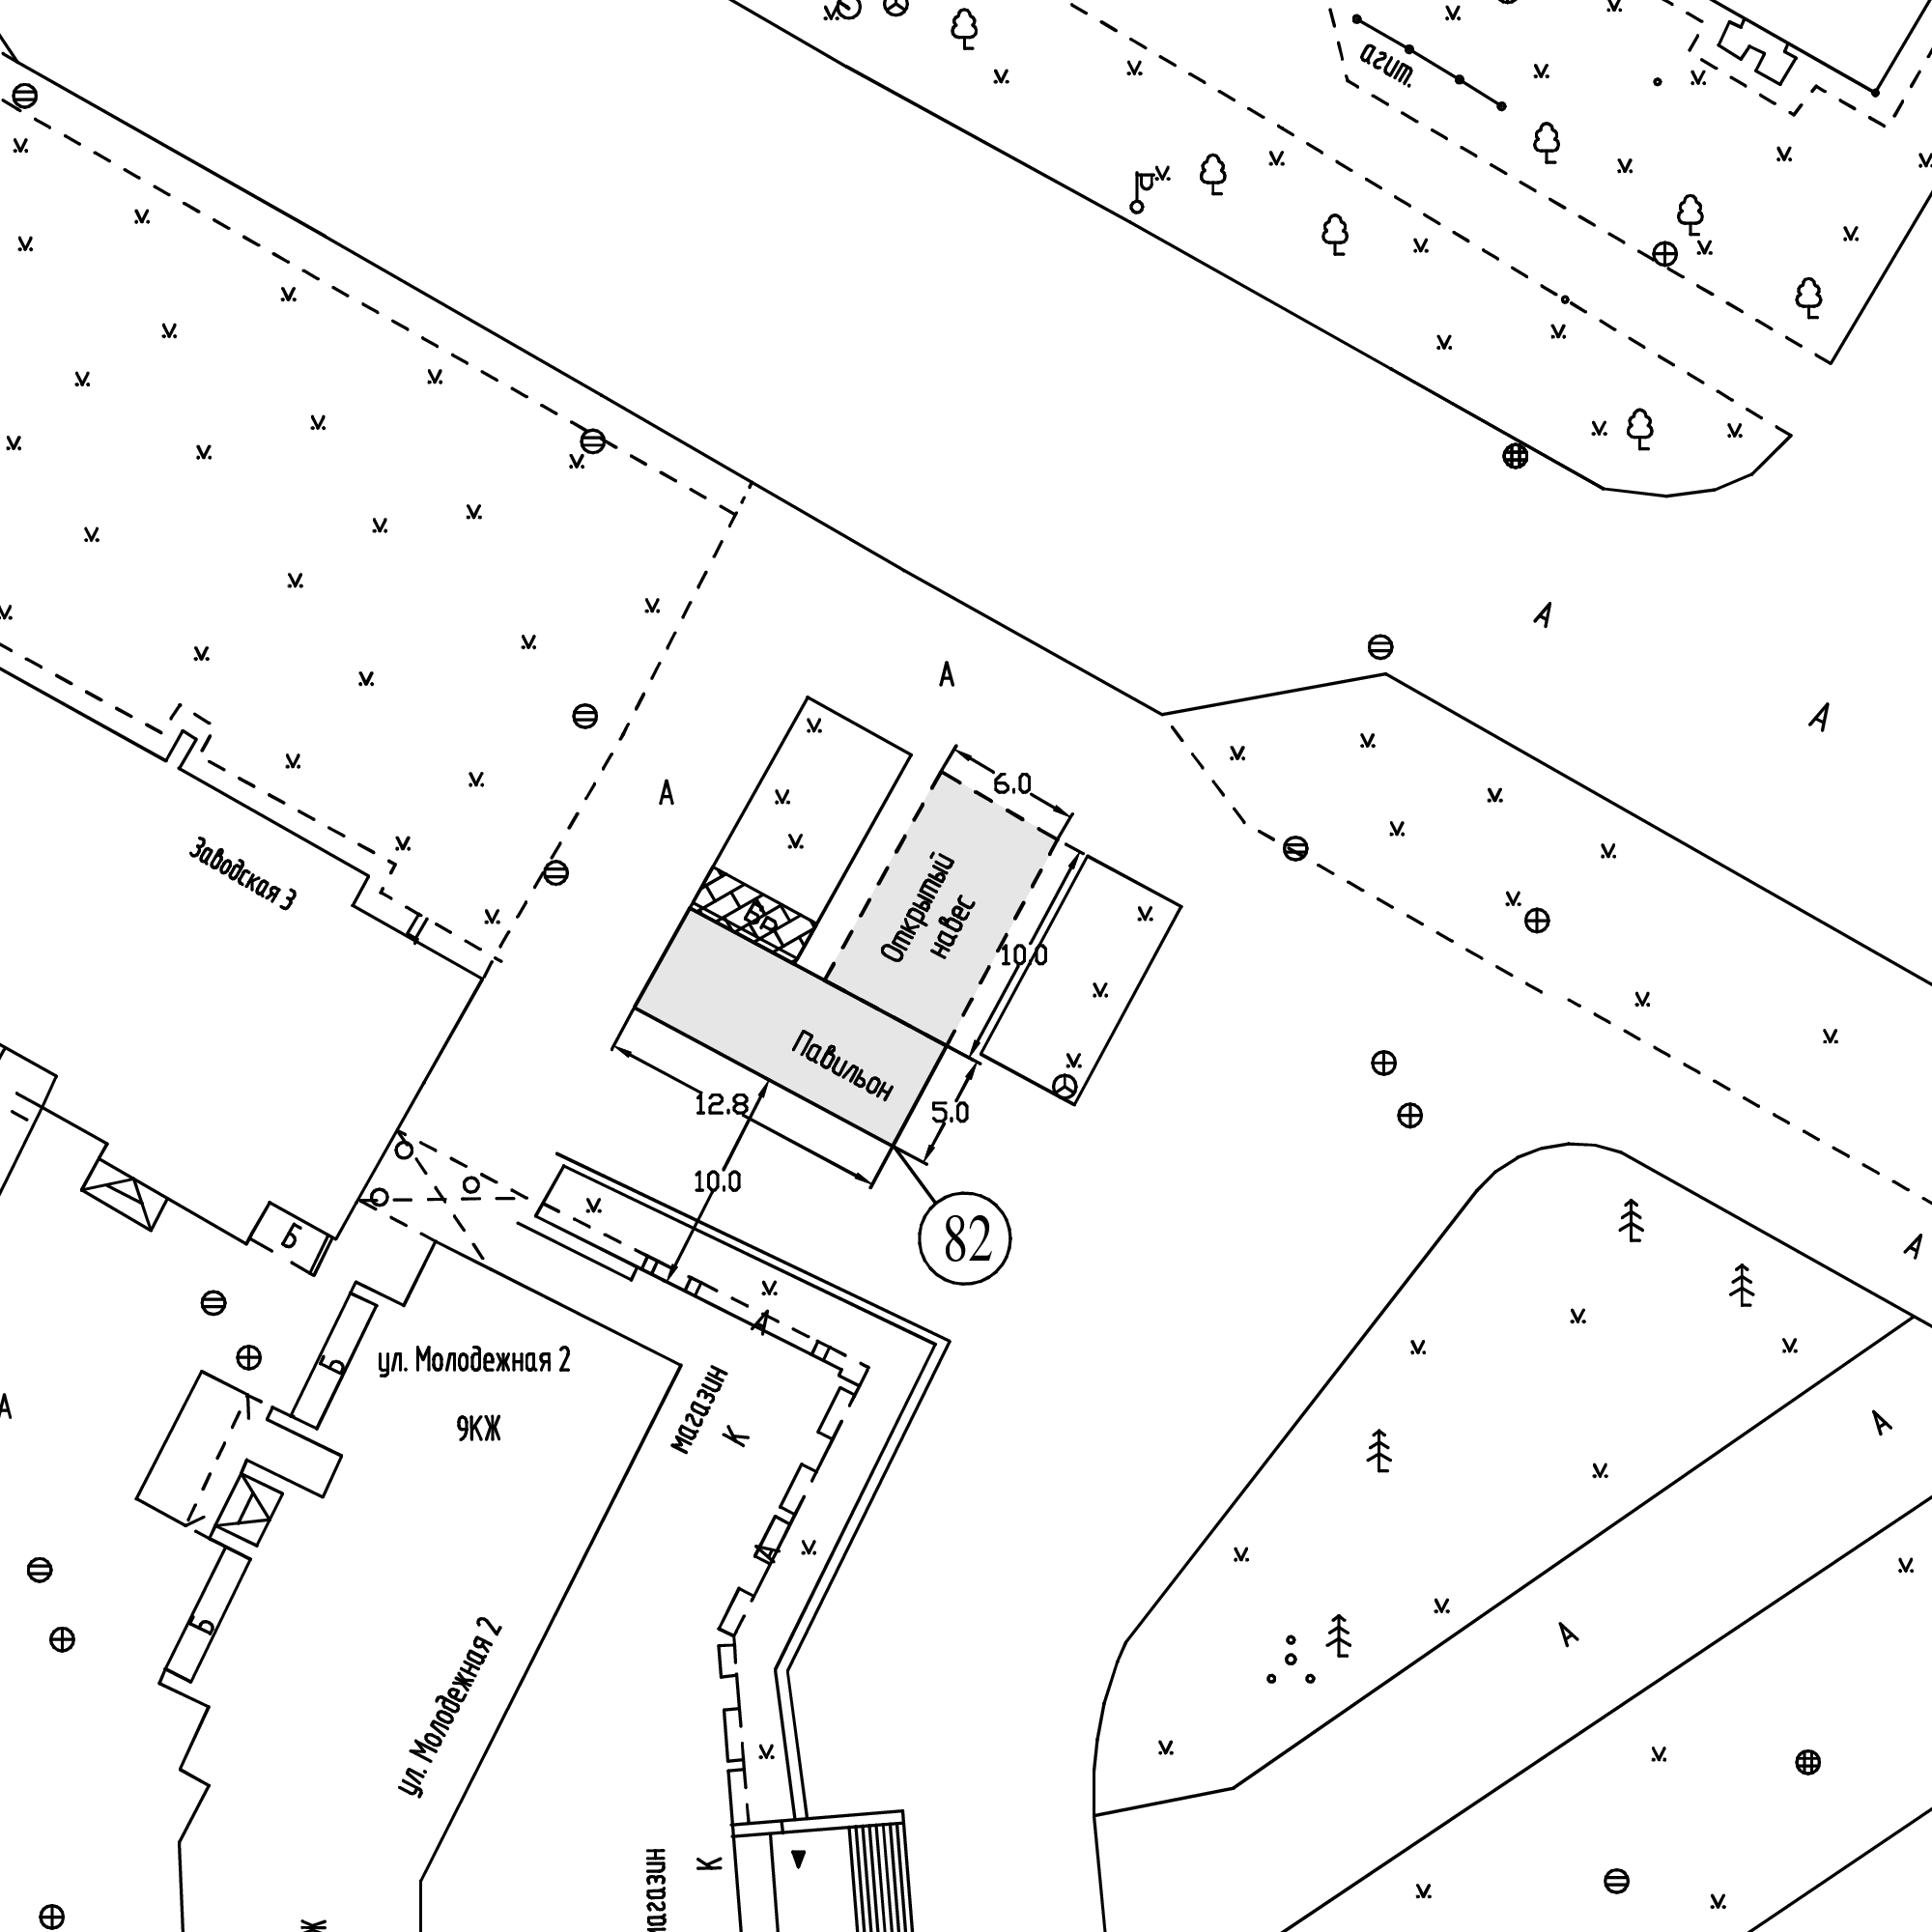 агит.
А
А
А
А
6.0
Заводская 3
Открытый
навес
бр
10.0
Павильон
12.8
5.0
10.0
82
Б
А
А
Б
ул. Молодежная 2
9КЖ
магазин
К
А
А
А
Б
ул. Молодежная 2
А
К
магазин
Ж